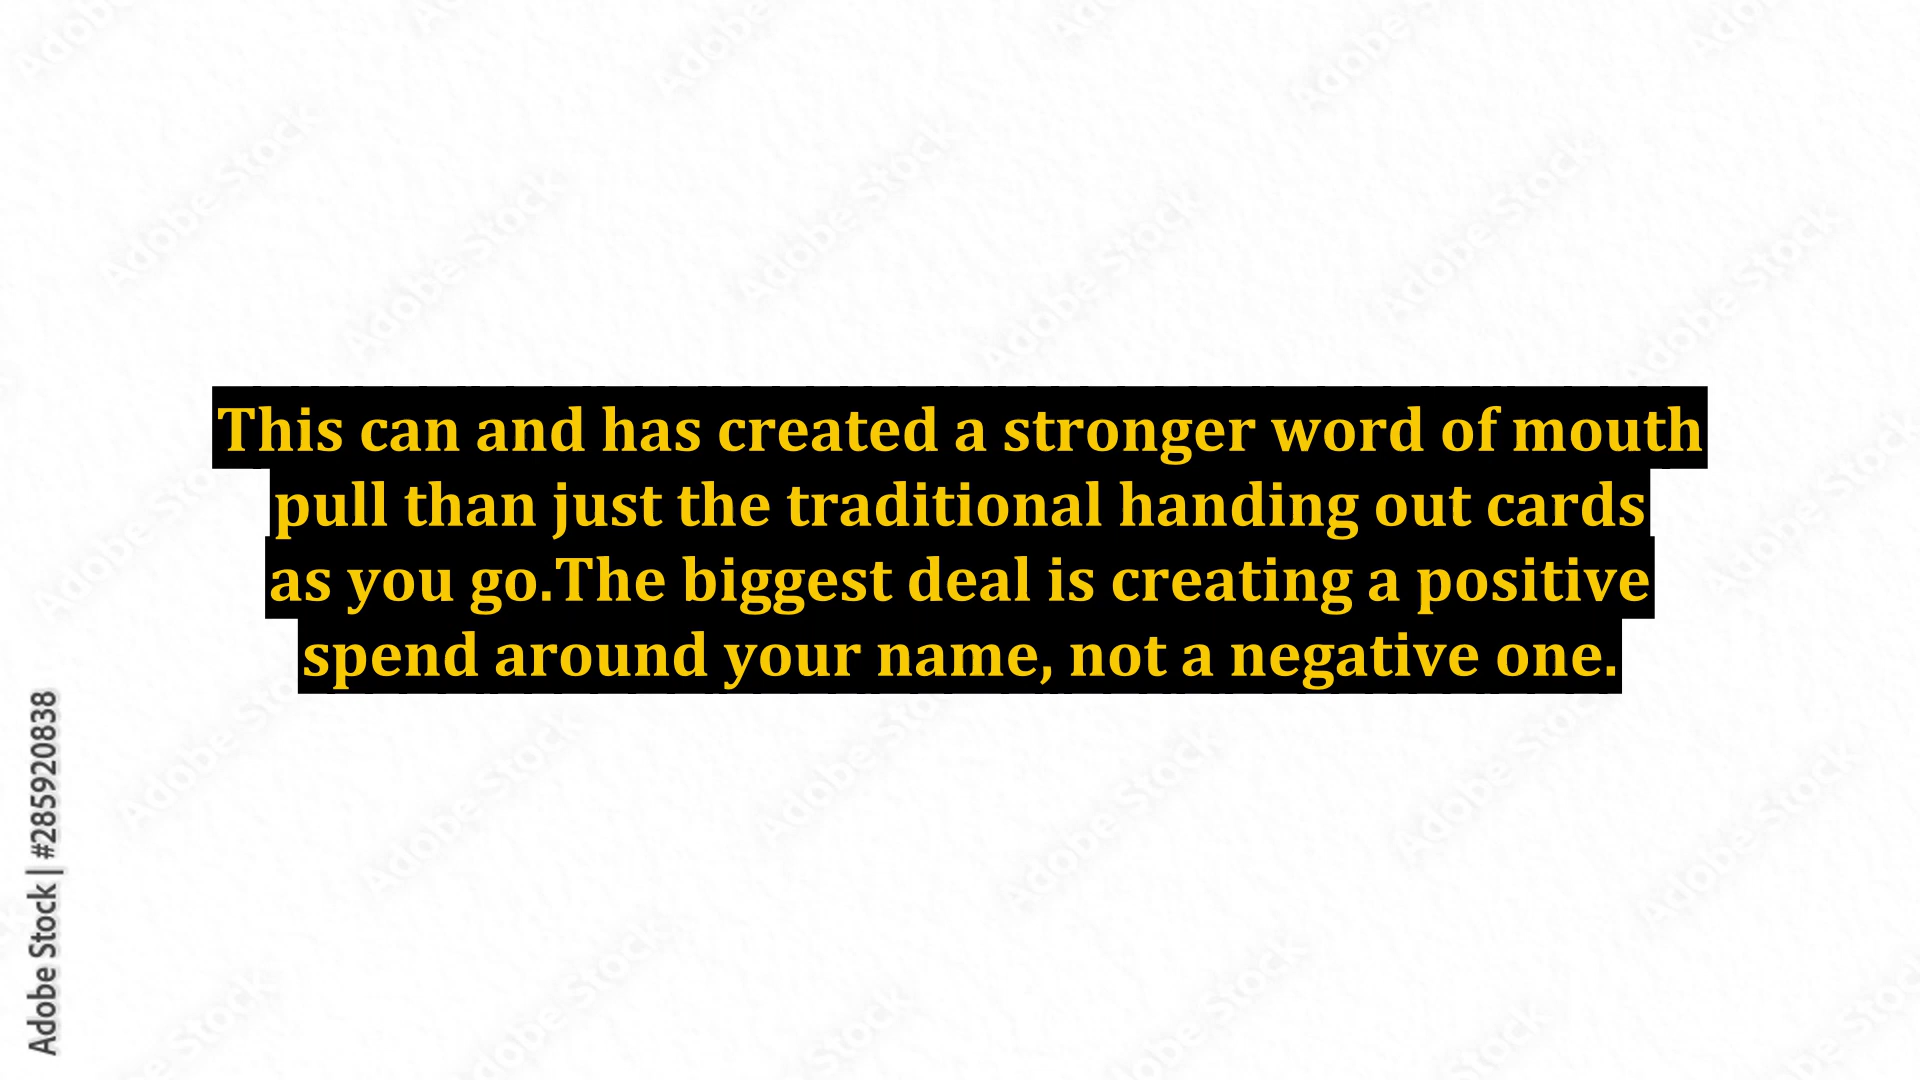 This can and has created a stronger word of mouth
pull than just the traditional handing out cards
as you go.The biggest deal is creating a positive
spend around your name, not a negative one.
Adobe Stock | #285920838